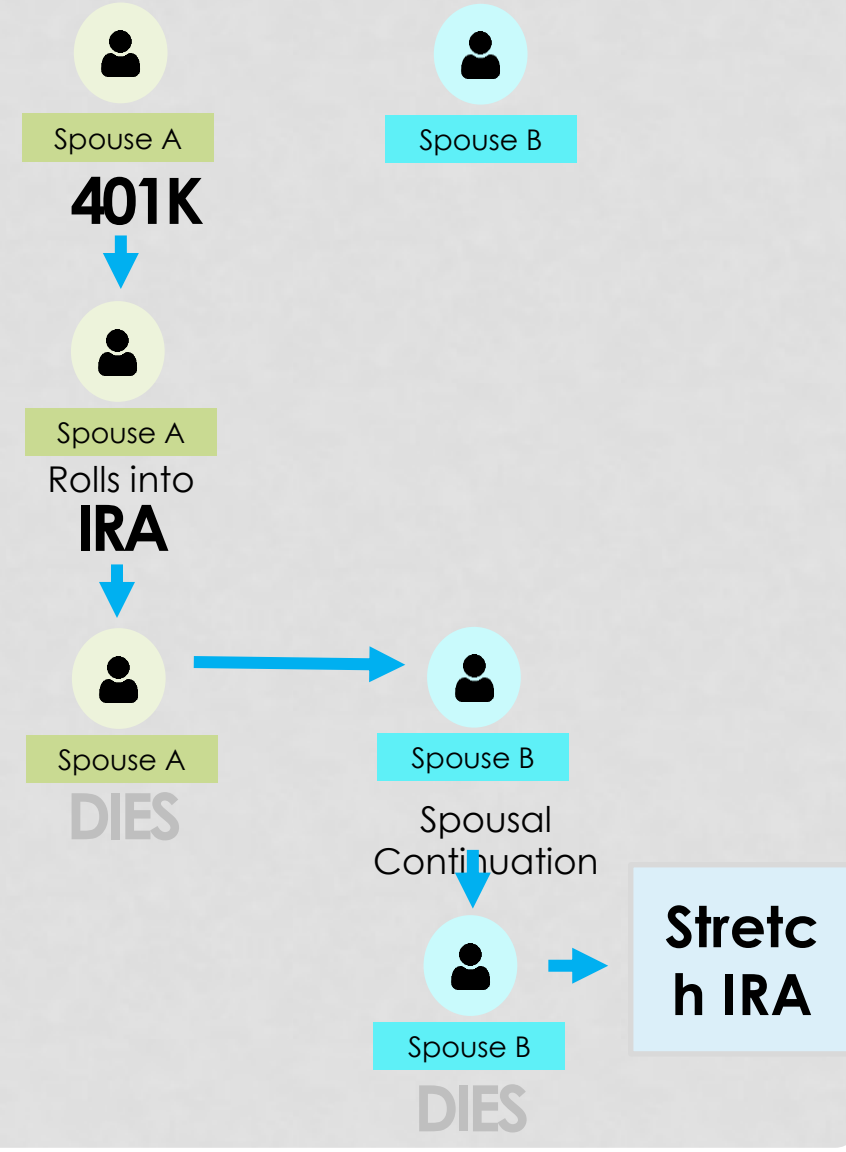 Spouse A
Spouse B
401K
Spouse A
Rolls into
IRA
Spouse A
DIES
Spouse B
Spousal
Continuation
Stretc
h IRA
Spouse B
DIES